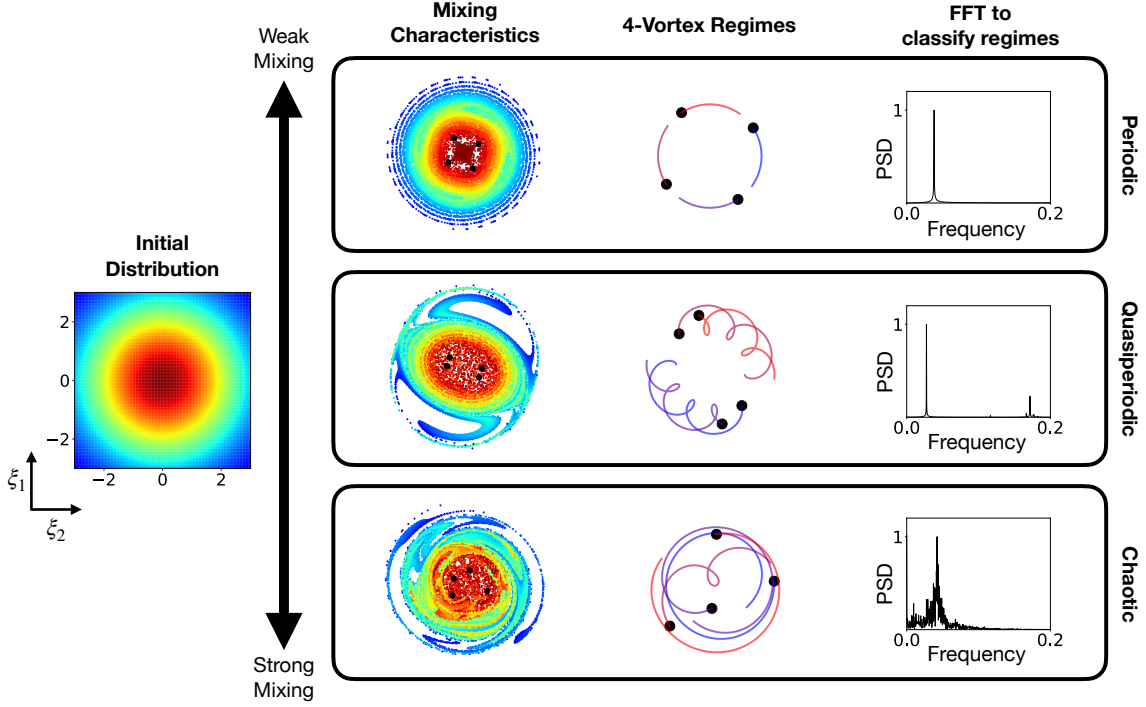 Mixing
Characteristics
4-Vortex Regimes
FFT to
classify regimes
Weak
Mixing
1
PSD
0.0
0.2
Frequency
Periodic
Initial
Distribution
2
0
−2
−2
0
2
ξ1
ξ2
1
PSD
0.0
0.2
Frequency
Quasiperiodic
1
PSD
0.0
0.2
Frequency
Chaotic
Strong
Mixing